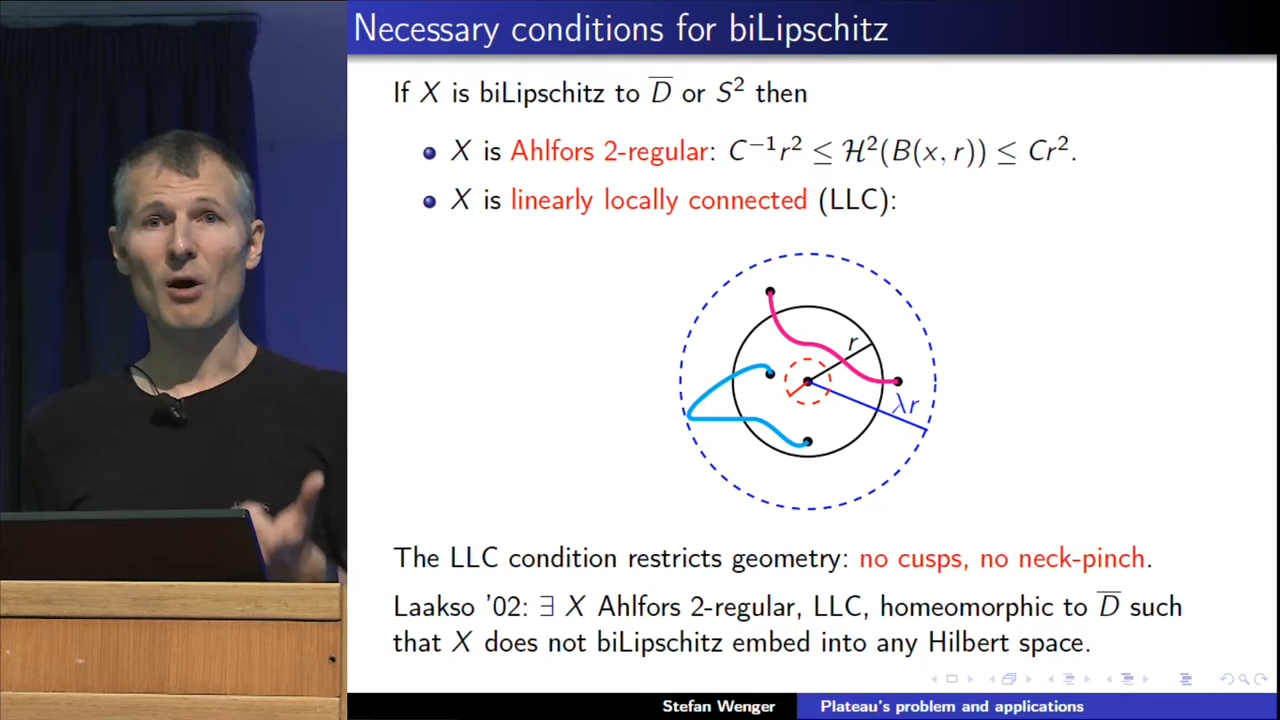 Necessary conditions for biLipschitz
If X is biLipschitz to D̅ or S² then
X is Ahlfors 2-regular: C⁻¹r² ≤ ℋ²(B(x, r)) ≤ Cr².
X is linearly locally connected (LLC):
r
λr
The LLC condition restricts geometry: no cusps, no neck-pinch.
Laakso '02: ∃ X Ahlfors 2-regular, LLC, homeomorphic to D̅ such
that X does not biLipschitz embed into any Hilbert space.
Stefan Wenger Plateau's problem and applications